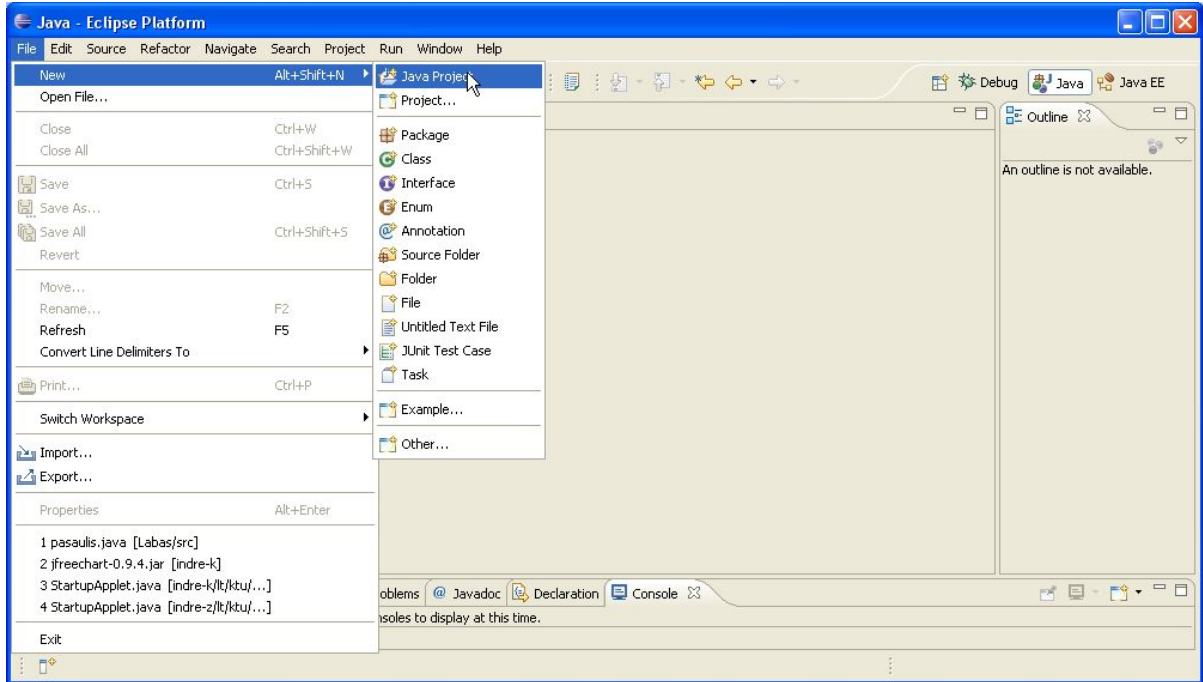 Java - Eclipse Platform
File Edit Source Refactor Navigate Search Project Run Window Help
New Alt+Shift+N
Open File...
Close Ctrl+W
Close All Ctrl+Shift+W
Save Ctrl+S
Save As...
Save All Ctrl+Shift+S
Revert
Move...
Rename... F2
Refresh F5
Convert Line Delimiters To
Print... Ctrl+P
Switch Workspace
Import...
Export...
Properties Alt+Enter
1 pasaulis.java [Labas/src]
2 jfreechart-0.9.4.jar [indre-k]
3 StartupApplet.java [indre-k/lt/ktu/...]
4 StartupApplet.java [indre-z/lt/ktu/...]
Exit
Java Project
Project...
Package
Class
Interface
Enum
Annotation
Source Folder
Folder
File
Untitled Text File
JUnit Test Case
Task
Example...
Other...
Debug Java Java EE
Outline
An outline is not available.
oblems Javadoc Declaration Console
nsoles to display at this time.